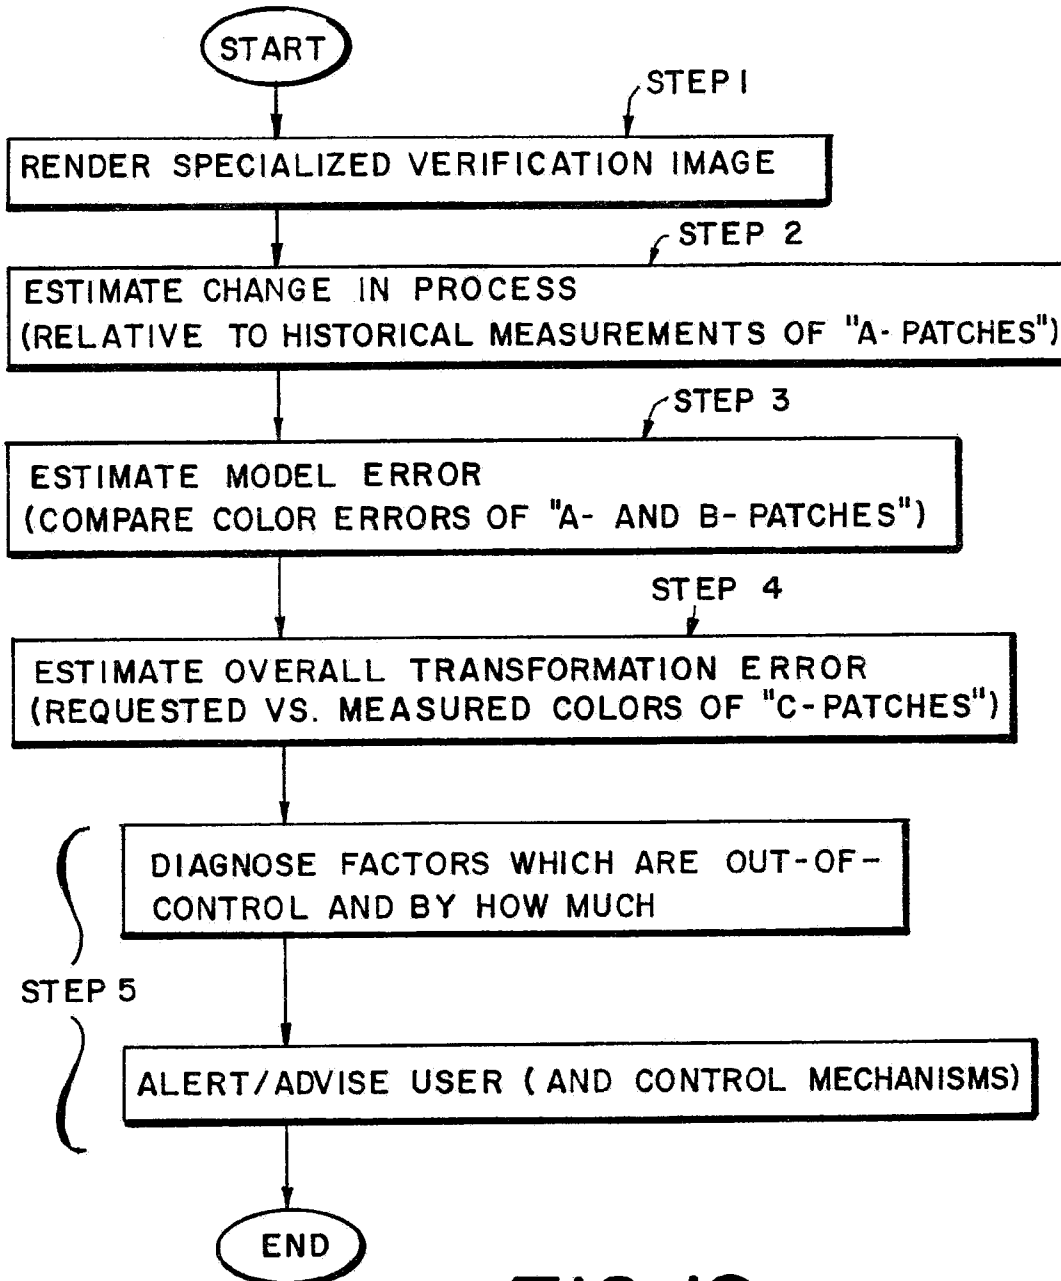 START
STEP 1
RENDER SPECIALIZED VERIFICATION IMAGE
STEP 2
ESTIMATE CHANGE IN PROCESS
(RELATIVE TO HISTORICAL MEASUREMENTS OF "A- PATCHES")
STEP 3
ESTIMATE MODEL ERROR
(COMPARE COLOR ERRORS OF "A- AND B- PATCHES")
STEP 4
ESTIMATE OVERALL TRANSFORMATION ERROR
(REQUESTED VS. MEASURED COLORS OF "C-PATCHES")
DIAGNOSE FACTORS WHICH ARE OUT-OF-
CONTROL AND BY HOW MUCH
STEP 5
ALERT/ADVISE USER (AND CONTROL MECHANISMS)
END